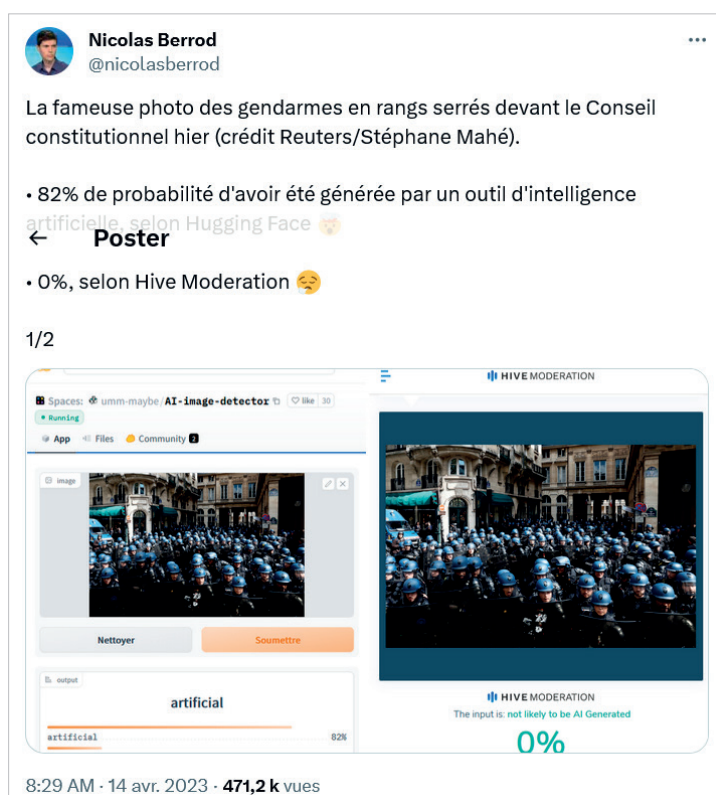 Nicolas Berrod
@nicolasberrod
La fameuse photo des gendarmes en rangs serrés devant le Conseil
constitutionnel hier (crédit Reuters/Stéphane Mahé).
• 82% de probabilité d'avoir été générée par un outil d'intelligence
artificielle, selon Hugging Face 🤯
← Poster
• 0%, selon Hive Moderation 😮‍💨
1/2
Spaces: umm-maybe/AI-image-detector like 30
• Running
App Files Community 2
image
Nettoyer Soumettre
output
artificial
artificial 82%
HIVE MODERATION
HIVE MODERATION
The input is: not likely to be AI Generated
0%
8:29 AM · 14 avr. 2023 · 471,2 k vues